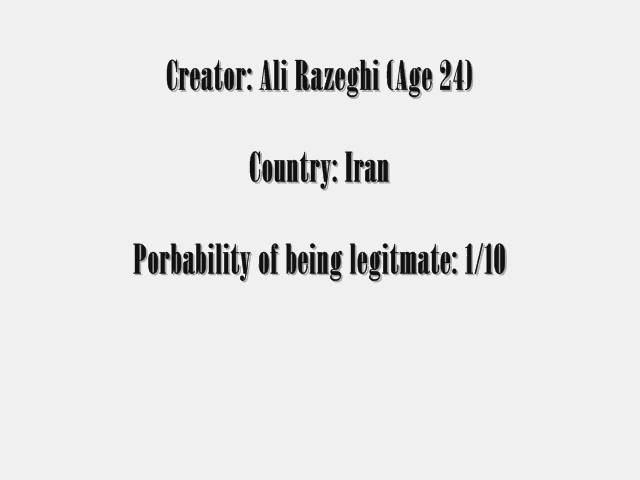 Creator: Ali Razeghi (Age 24)
Country: Iran
Porbability of being legitmate: 1/10